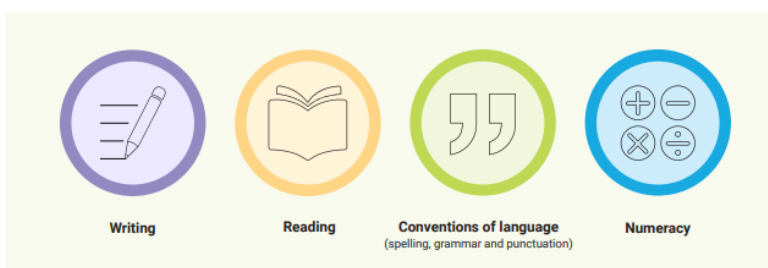 Writing
Reading
Conventions of language
(spelling, grammar and punctuation)
Numeracy